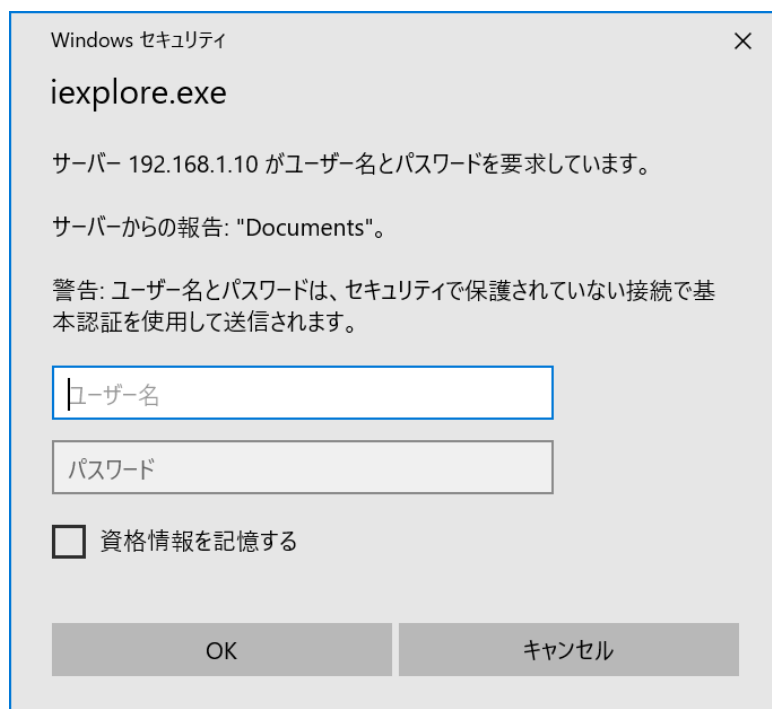 Windows セキュリティ
iexplore.exe
サーバー 192.168.1.10 がユーザー名とパスワードを要求しています。
サーバーからの報告: "Documents"。
警告: ユーザー名とパスワードは、セキュリティで保護されていない接続で基
本認証を使用して送信されます。
ユーザー名
パスワード
資格情報を記憶する
OK
キャンセル